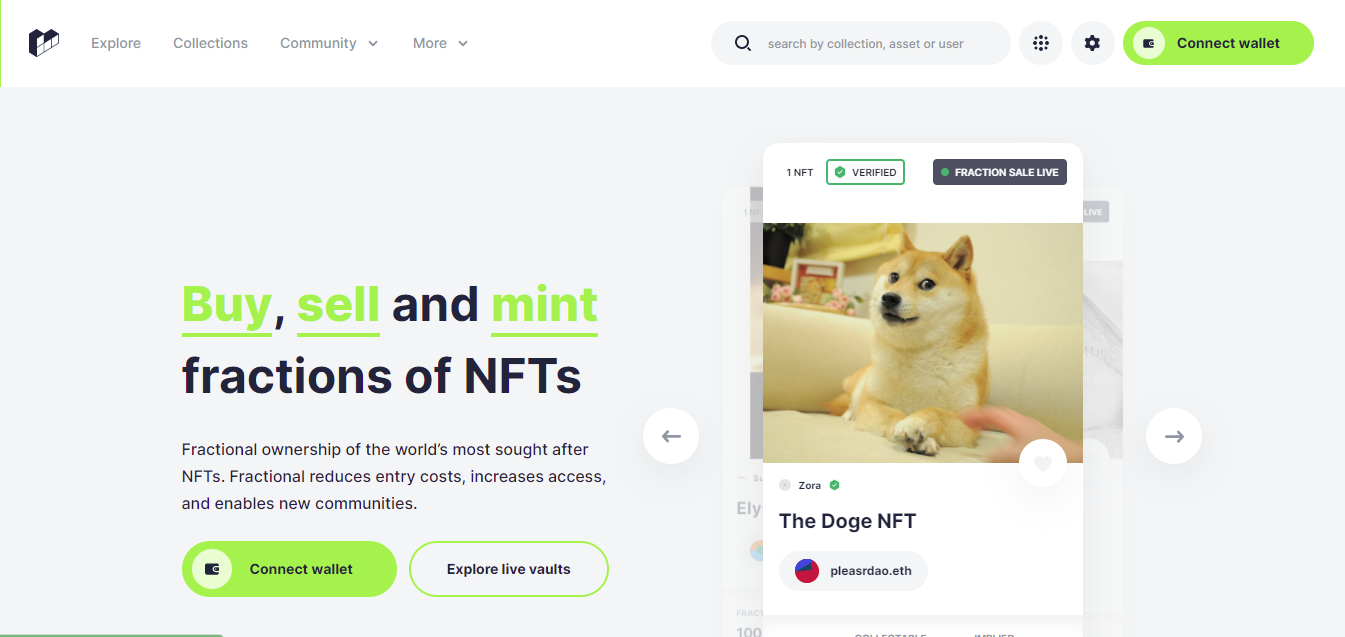 Explore
Collections
Community
More
search by collection, asset or user
Connect wallet
1 NFT
VERIFIED
FRACTION SALE LIVE
LIVE
Buy, sell and mint
fractions of NFTs
Fractional ownership of the world’s most sought after
NFTs. Fractional reduces entry costs, increases access,
and enables new communities.
Connect wallet
Explore live vaults
Zora
The Doge NFT
pleasrdao.eth
100
COLLECTABLE
IMPLIED